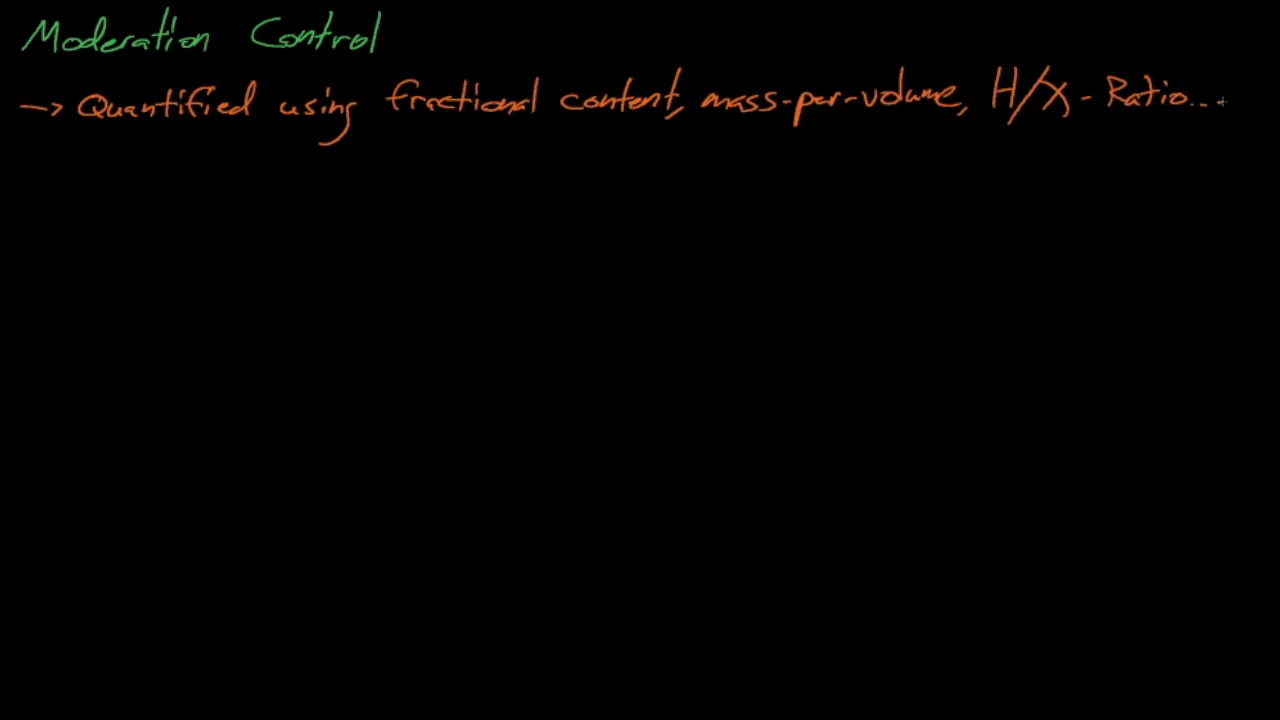 Moderation Control
→ Quantified using fractional content, mass-per-volume, H/X-Ratio...